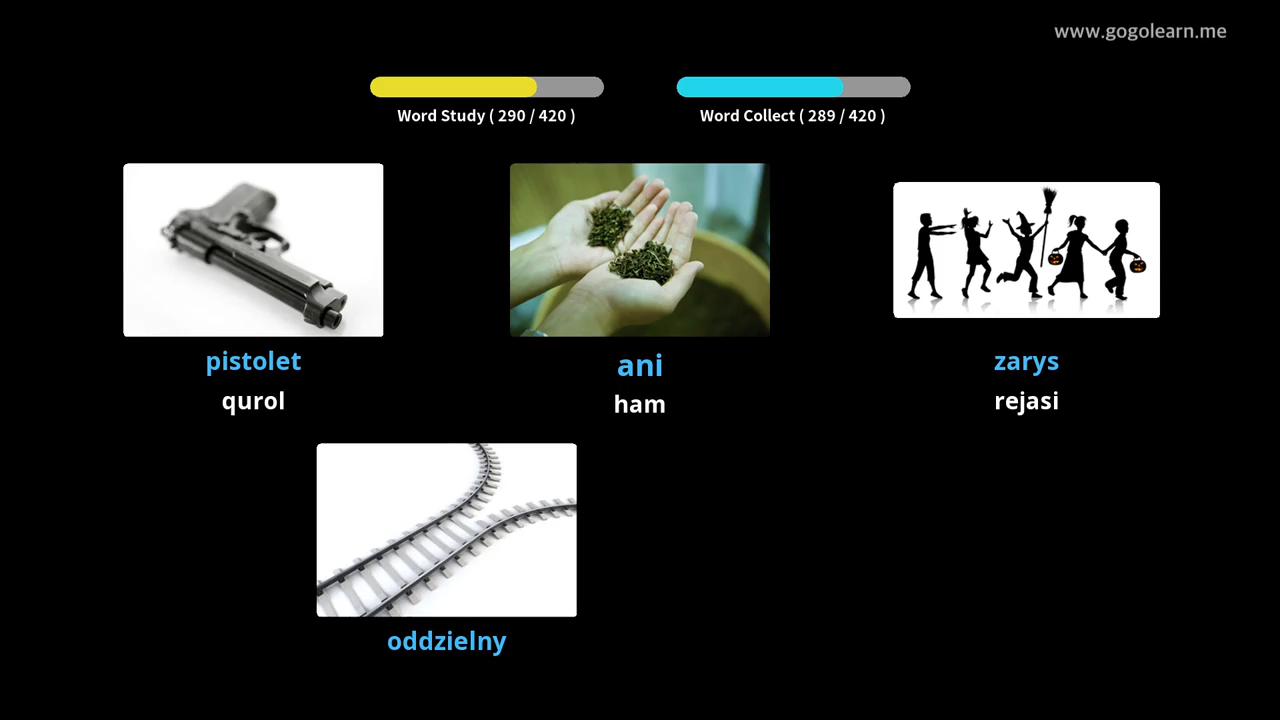 www.gogolearn.me
Word Study ( 290 / 420 )
Word Collect ( 289 / 420 )
pistolet
ani
zarys
qurol
ham
rejasi
oddzielny